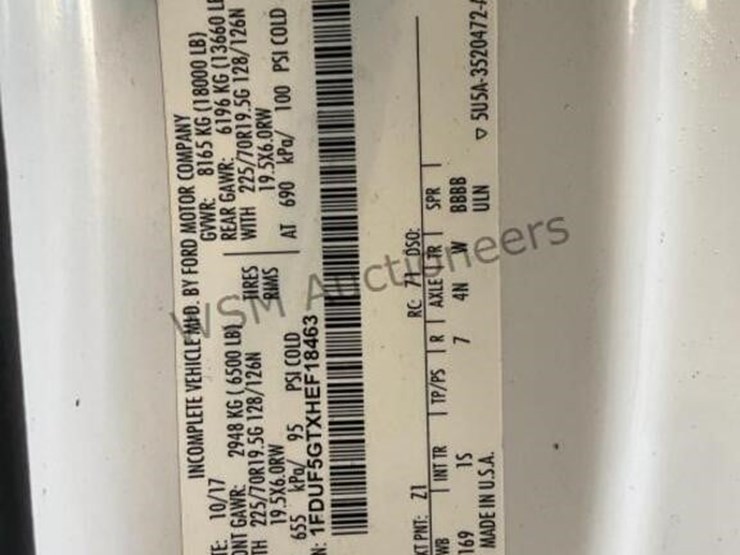 INCOMPLETE VEHICLE MFD. BY FORD MOTOR COMPANY
TE: 10/17 GVWR: 8165 KG (18000 LB)
ONT GAWR: 2948 KG (6500 LB) REAR GAWR: 6196 KG (13660 LB
TH 225/70R19.5G 128/126N TIRES WITH 225/70R19.5G 128/126N
19.5X6.0RW RIMS 19.5X6.0RW
655 kPa/ 95 PSI COLD AT 690 kPa/ 100 PSI COLD
N: 1FDUF5GTXHEF18463
XT PNT: Z1 RC: 71 DSO:
WB INT TR TP/PS R AXLE TR SPR
169 1S 7 4N W BBBB
MADE IN U.S.A. ULN
▽ 5U5A-3520472-A
WSM Auctioneers